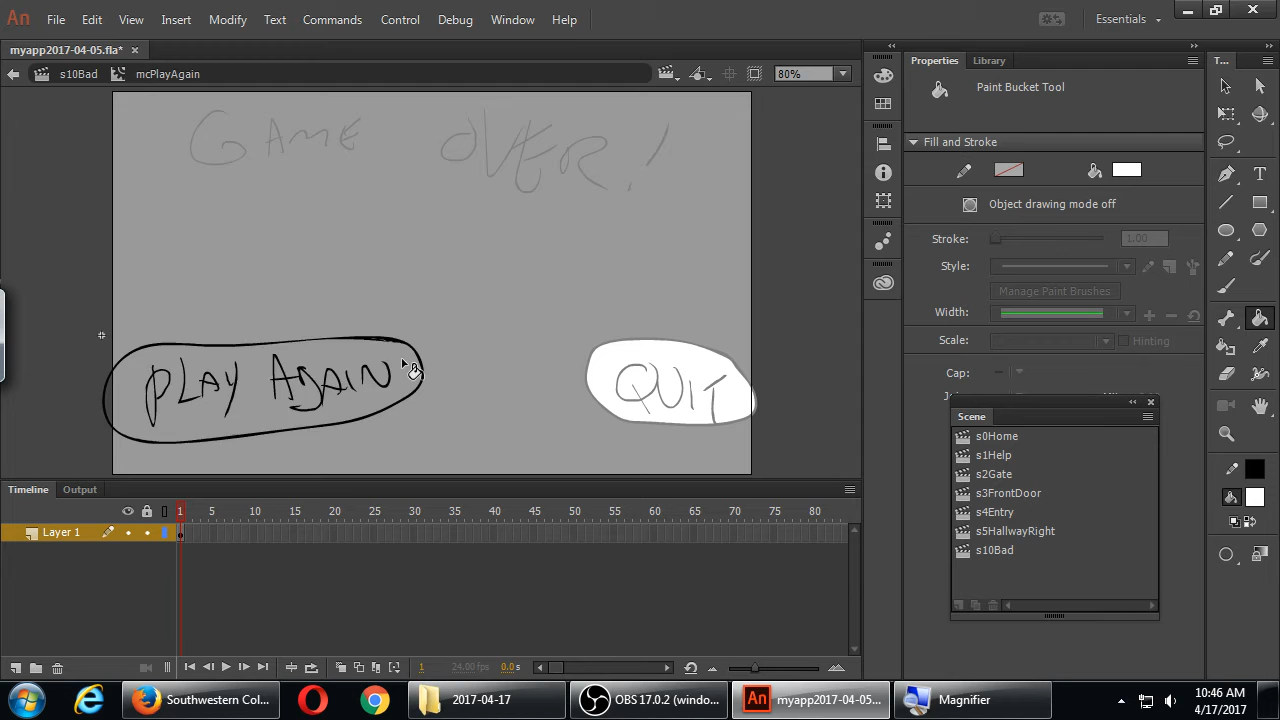 An File Edit View Insert Modify Text Commands Control Debug Window Help Essentials
myapp2017-04-05.fla*
s10Bad mcPlayAgain 80%
Properties Library T...
Paint Bucket Tool
Fill and Stroke
Object drawing mode off
Stroke: 1.00
Style:
Manage Paint Brushes
Width:
Scale: Hinting
Cap:
GAME OVER!
PLAY AGAIN
QUIT
Scene
s0Home
s1Help
s2Gate
s3FrontDoor
s4Entry
s5HallwayRight
s10Bad
Timeline Output
1 5 10 15 20 25 30 35 40 45 50 55 60 65 70 75 80
Layer 1
1 24.00 fps 0.0 s
Southwestern Col... 2017-04-17 OBS 17.0.2 (windo... An myapp2017-04-05... Magnifier
10:46 AM
4/17/2017